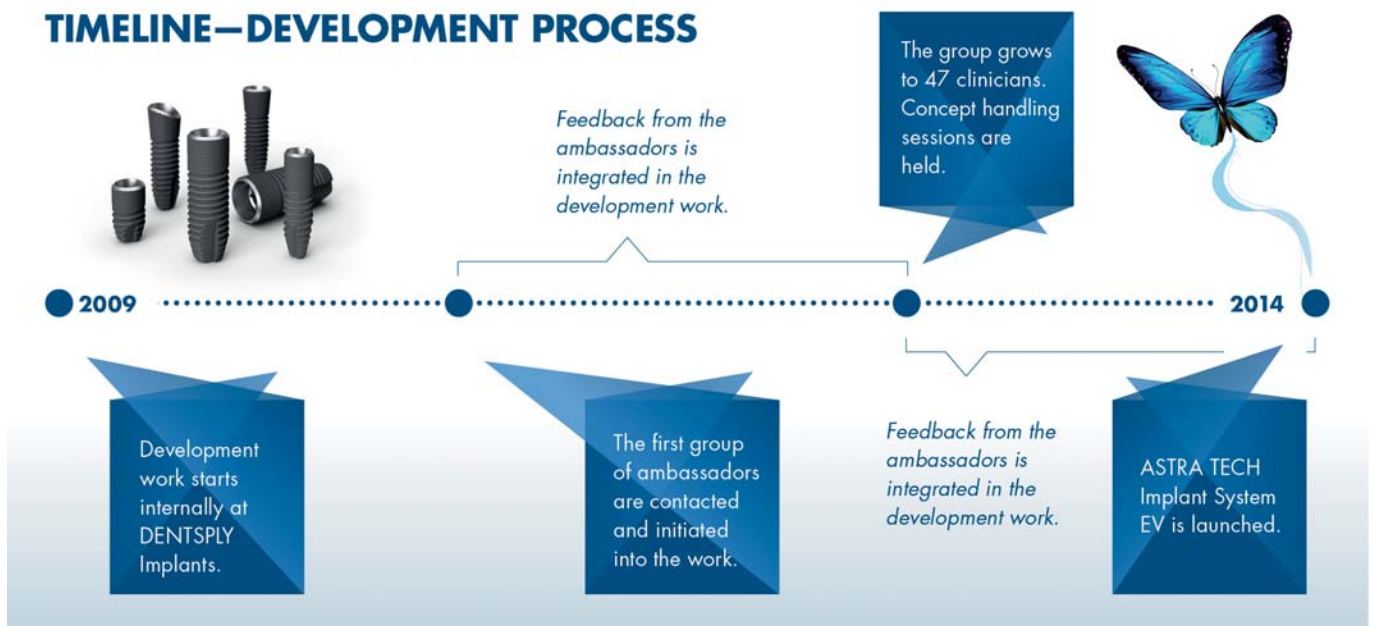 TIMELINE—DEVELOPMENT PROCESS
Feedback from the
ambassadors is
integrated in the
development work.
The group grows
to 47 clinicians.
Concept handling
sessions are
held.
2009
2014
Development
work starts
internally at
DENTSPLY
Implants.
The first group
of ambassadors
are contacted
and initiated
into the work.
Feedback from the
ambassadors is
integrated in the
development work.
ASTRA TECH
Implant System
EV is launched.